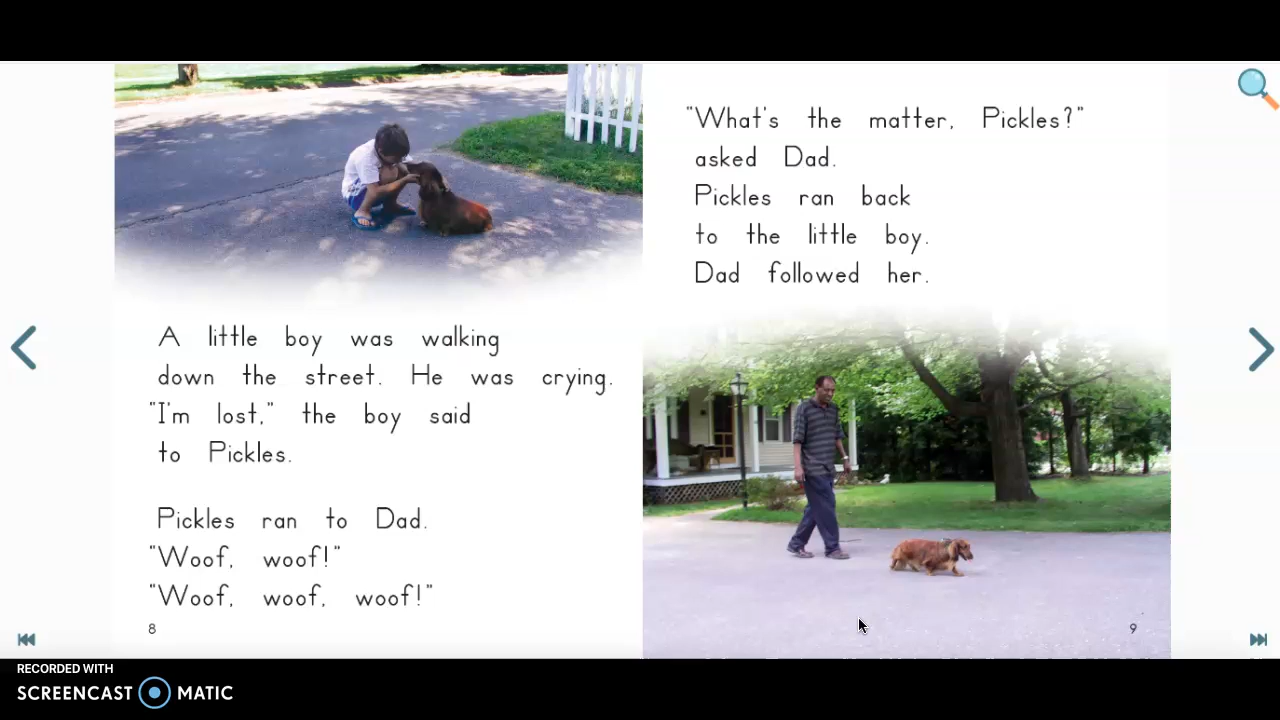 A little boy was walking
down the street. He was crying.
"I'm lost," the boy said
to Pickles.
Pickles ran to Dad.
"Woof, woof!"
"Woof, woof, woof!"
8
"What's the matter, Pickles?"
asked Dad.
Pickles ran back
to the little boy.
Dad followed her.
9
RECORDED WITH
SCREENCAST MATIC